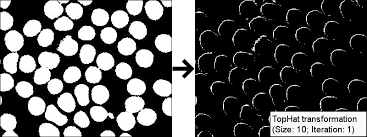 TopHat transformation
(Size: 10; Iteration: 1)